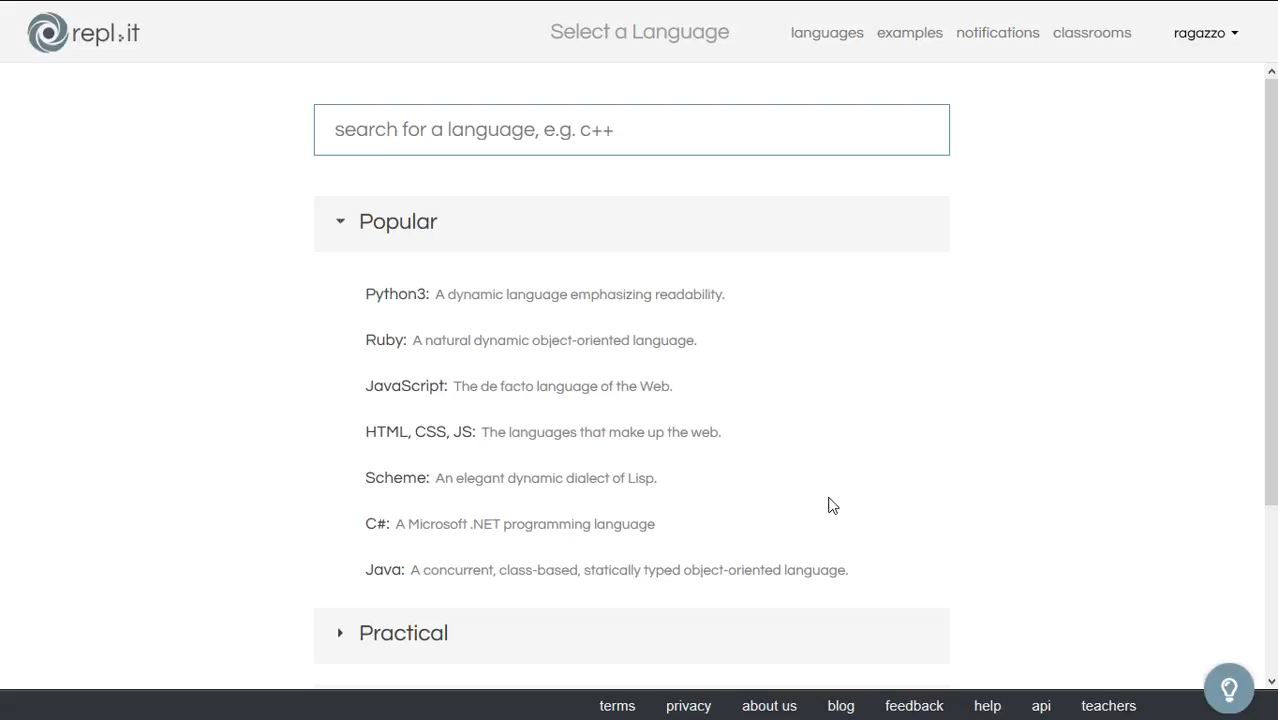 repl.it
Select a Language
languages examples notifications classrooms
ragazzo
search for a language, e.g. c++
Popular
Python3: A dynamic language emphasizing readability.
Ruby: A natural dynamic object-oriented language.
JavaScript: The de facto language of the Web.
HTML, CSS, JS: The languages that make up the web.
Scheme: An elegant dynamic dialect of Lisp.
C#: A Microsoft .NET programming language
Java: A concurrent, class-based, statically typed object-oriented language.
Practical
terms privacy about us blog feedback help api teachers